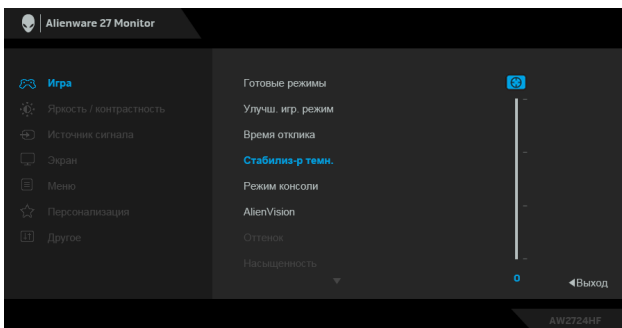 Alienware 27 Monitor
Игра
Яркость / контрастность
Источник сигнала
Экран
Меню
Персонализация
Другое
Готовые режимы
Улучш. игр. режим
Время отклика
Стабилиз-р темн.
Режим консоли
AlienVision
Оттенок
Насыщенность
0
Выход
AW2724HF